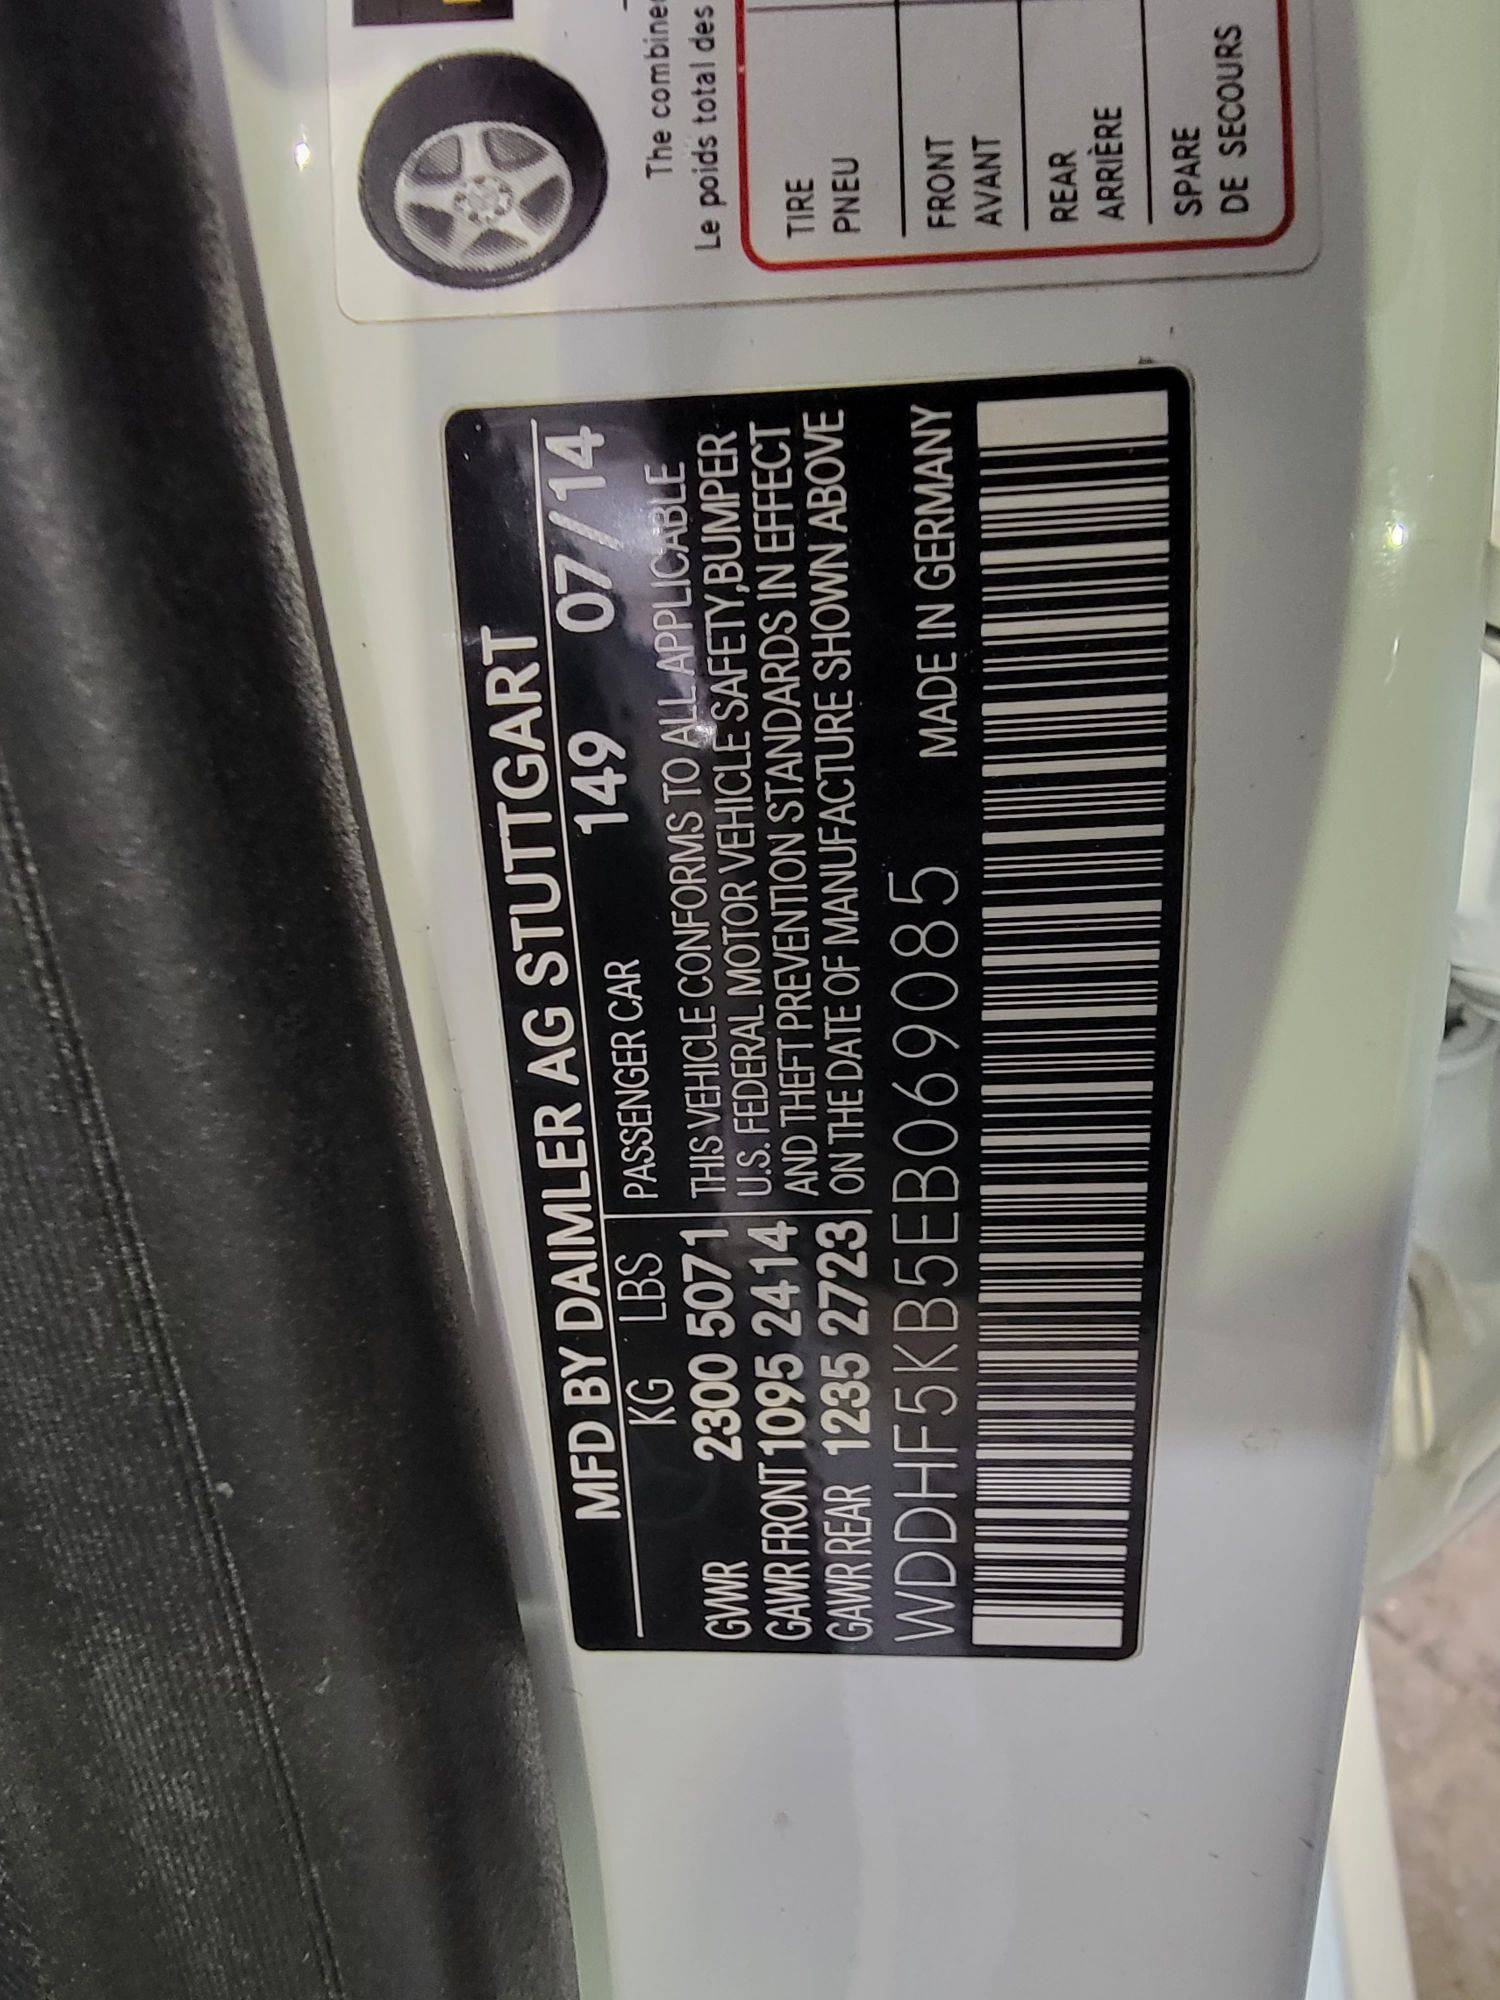 MFD BY DAIMLER AG STUTTGART
KG LBS PASSENGER CAR 149 07/14
GVWR 2300 5071 THIS VEHICLE CONFORMS TO ALL APPLICABLE
GAWR FRONT 1095 2414 U.S. FEDERAL MOTOR VEHICLE SAFETY, BUMPER
GAWR REAR 1235 2723 AND THEFT PREVENTION STANDARDS IN EFFECT
ON THE DATE OF MANUFACTURE SHOWN ABOVE
WDDHF5KB5EB069085 MADE IN GERMANY
The combined
Le poids total des
TIRE
PNEU
FRONT
AVANT
REAR
ARRIÈRE
SPARE
DE SECOURS